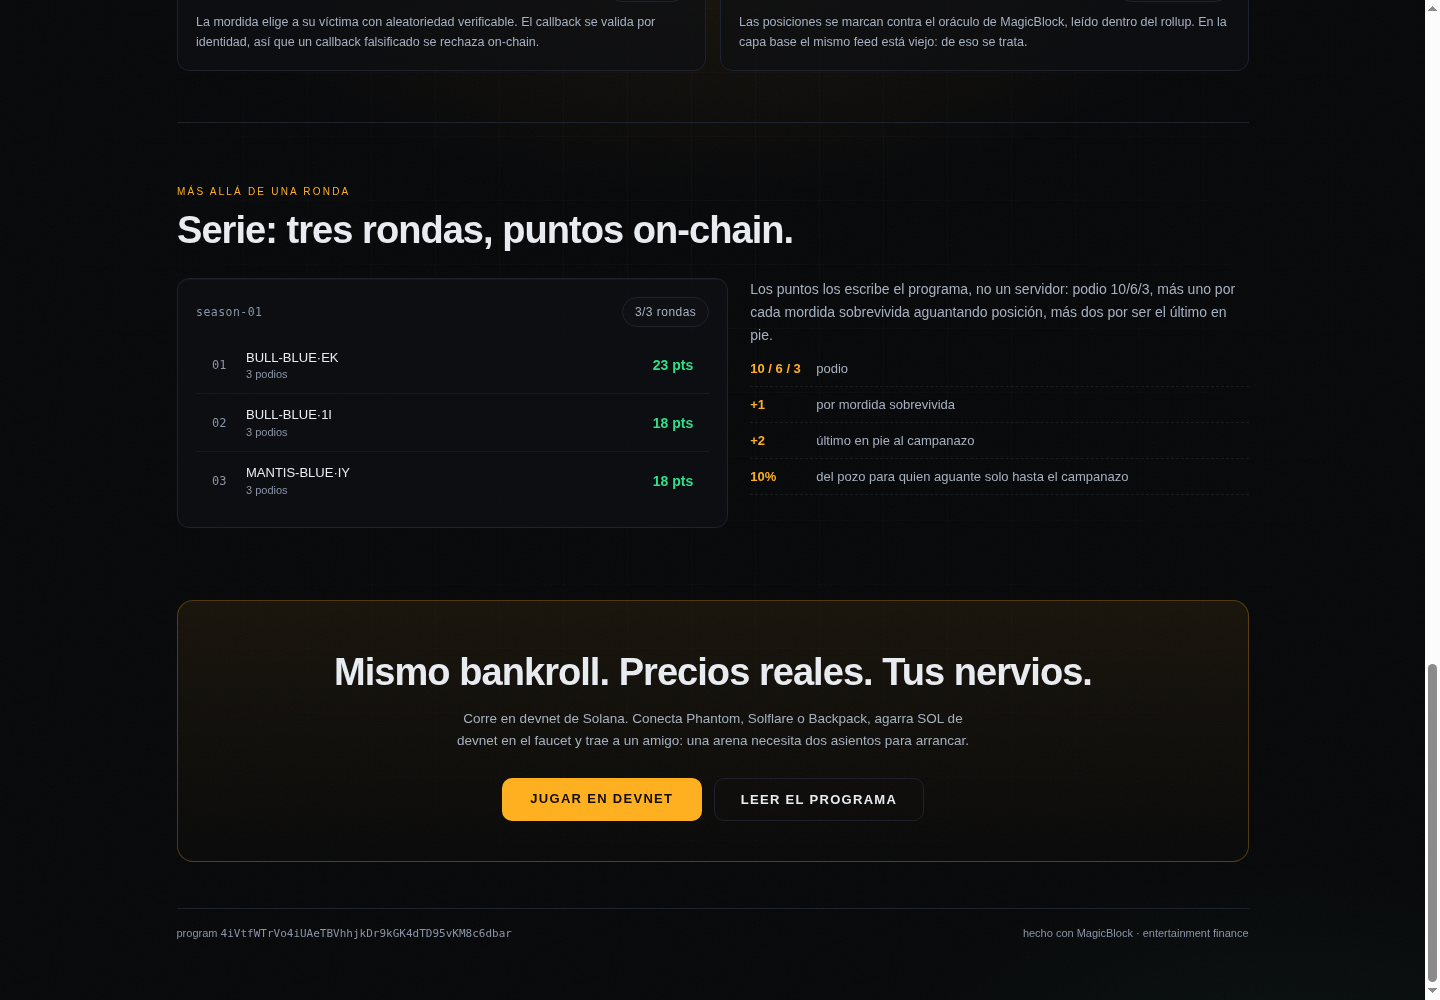 La mordida elige a su víctima con aleatoriedad verificable. El callback se valida por
identidad, así que un callback falsificado se rechaza on-chain.
Las posiciones se marcan contra el oráculo de MagicBlock, leído dentro del rollup. En la
capa base el mismo feed está viejo: de eso se trata.
MÁS ALLÁ DE UNA RONDA
Serie: tres rondas, puntos on-chain.
season-01
3/3 rondas
01
BULL-BLUE·EK
3 podios
23 pts
02
BULL-BLUE·1I
3 podios
18 pts
03
MANTIS-BLUE·IY
3 podios
18 pts
Los puntos los escribe el programa, no un servidor: podio 10/6/3, más uno por
cada mordida sobrevivida aguantando posición, más dos por ser el último en
pie.
10 / 6 / 3 podio
+1 por mordida sobrevivida
+2 último en pie al campanazo
10% del pozo para quien aguante solo hasta el campanazo
Mismo bankroll. Precios reales. Tus nervios.
Corre en devnet de Solana. Conecta Phantom, Solflare o Backpack, agarra SOL de
devnet en el faucet y trae a un amigo: una arena necesita dos asientos para arrancar.
JUGAR EN DEVNET
LEER EL PROGRAMA
program 4iVtfWTrVo4iUAeTBVhhjkDr9kGK4dTD95vKM8c6dbar
hecho con MagicBlock · entertainment finance